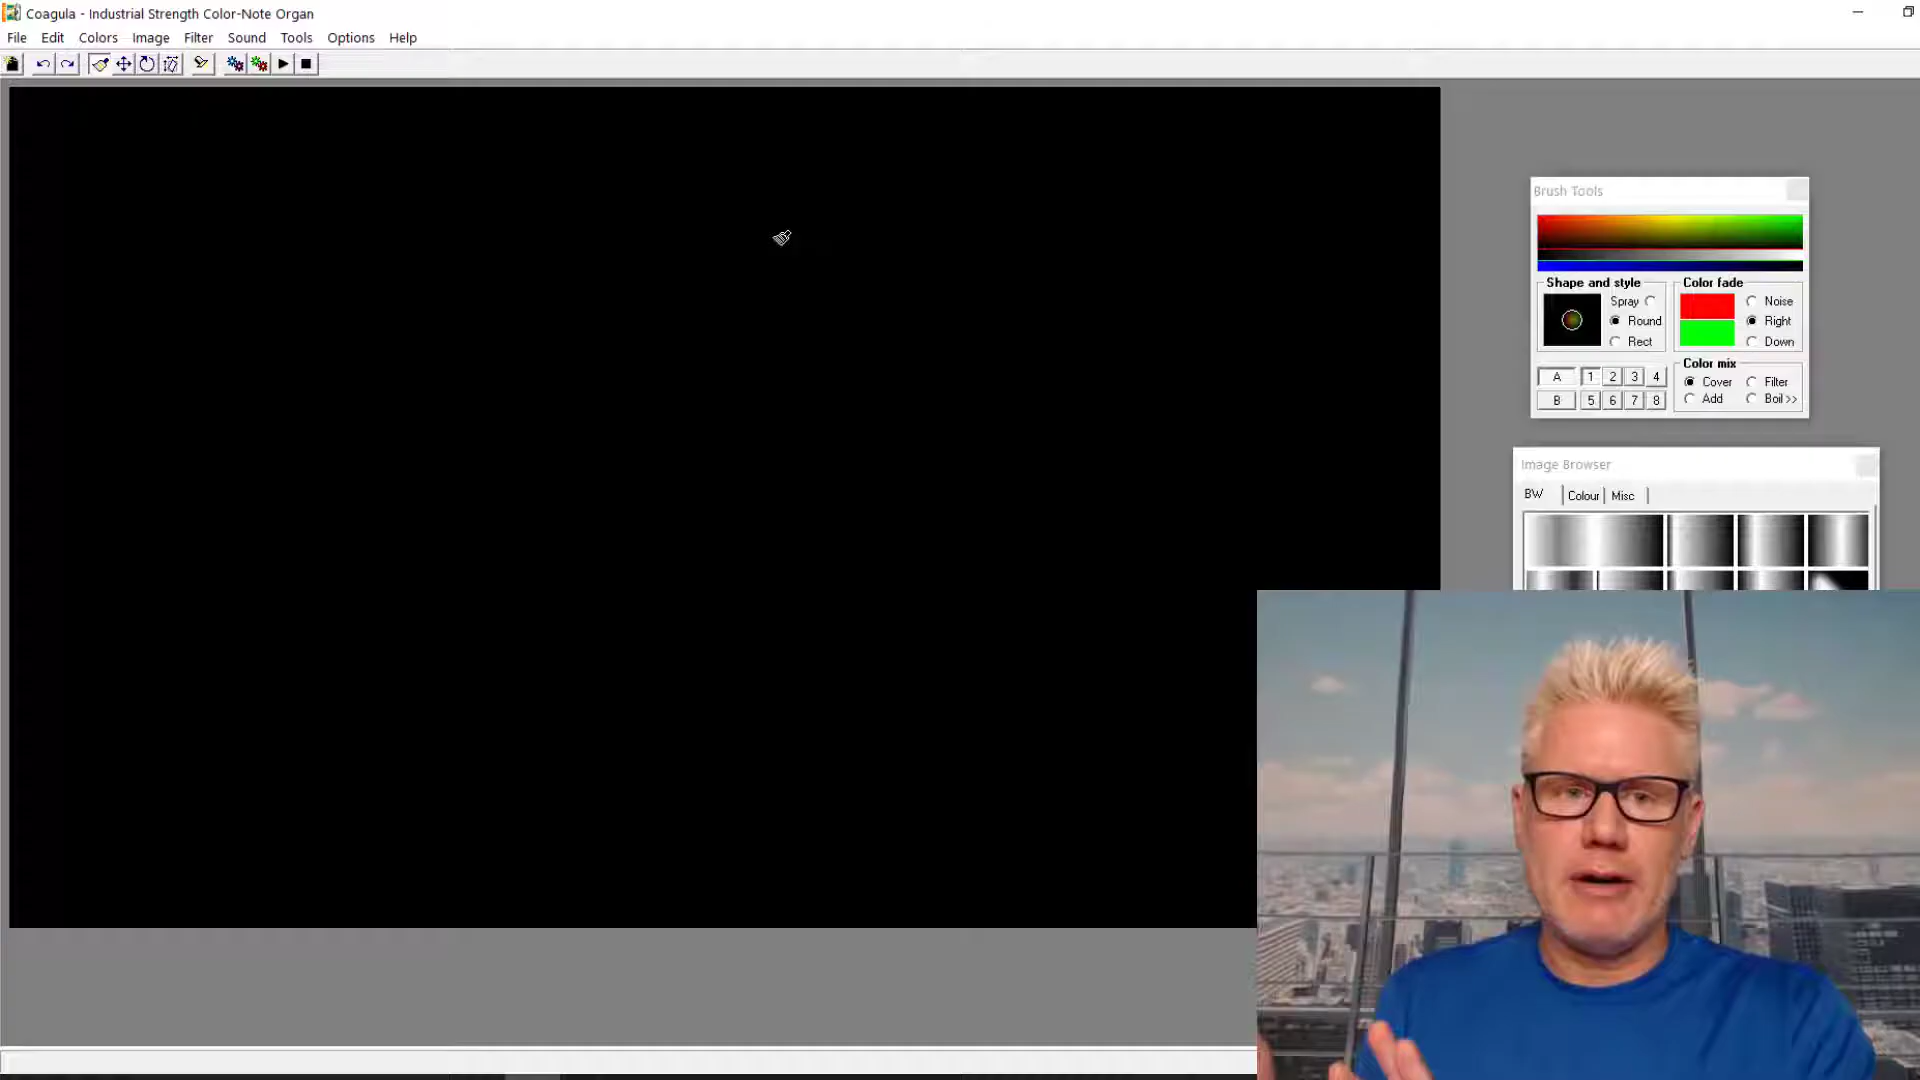 Coagula - Industrial Strength Color-Note Organ
File Edit Colors Image Filter Sound Tools Options Help
Brush Tools
Shape and style
Color fade
Spray
Noise
Round
Right
Rect
Down
Color mix
A 1 2 3 4
Cover
Filter
B 5 6 7 8
Add
Boil >>
Image Browser
BW Colour Misc